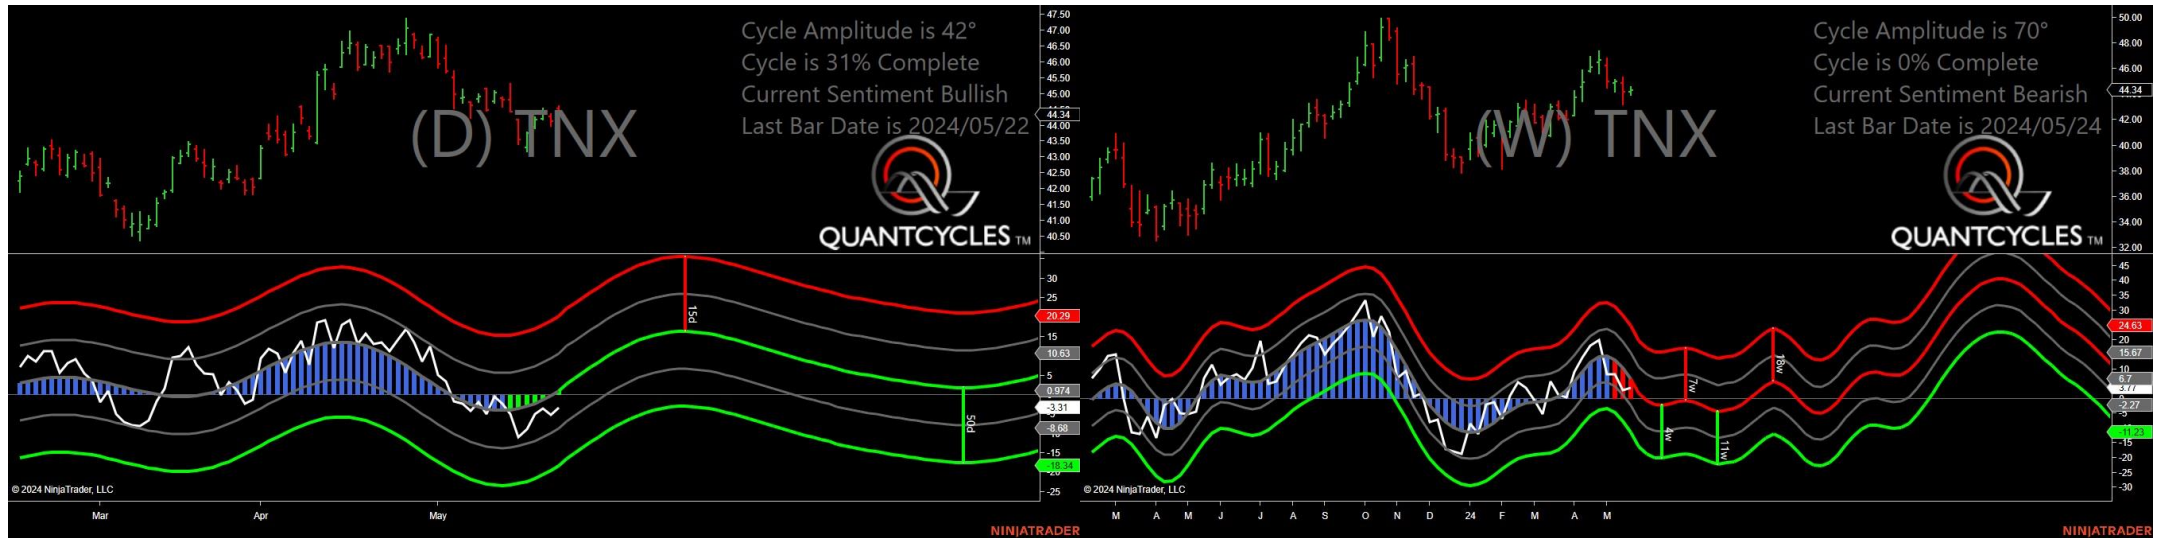 Cycle Amplitude is 42°
Cycle is 31% Complete
Current Sentiment Bullish
Last Bar Date is 2024/05/22
(D) TNX
QUANTCYCLES TM
47.50
47.00
46.50
46.00
45.50
45.00
44.34
44.00
43.50
43.00
42.50
42.00
41.50
41.00
40.50
15d
50d
30
25
20.29
15
10.63
5
0.974
-3.31
-8.68
-15
-18.34
-25
© 2024 NinjaTrader, LLC
Mar Apr May
NINJATRADER
Cycle Amplitude is 70°
Cycle is 0% Complete
Current Sentiment Bearish
Last Bar Date is 2024/05/24
(W) TNX
QUANTCYCLES TM
50.00
48.00
46.00
44.34
42.00
40.00
38.00
36.00
34.00
32.00
7w
18w
4w
11w
45
40
35
30
24.63
20
15.67
10
6.7
3.77
-2.27
-5
-11.23
-15
-20
-25
-30
© 2024 NinjaTrader, LLC
M A M J J A S O N D 24 F M A M
NINJATRADER